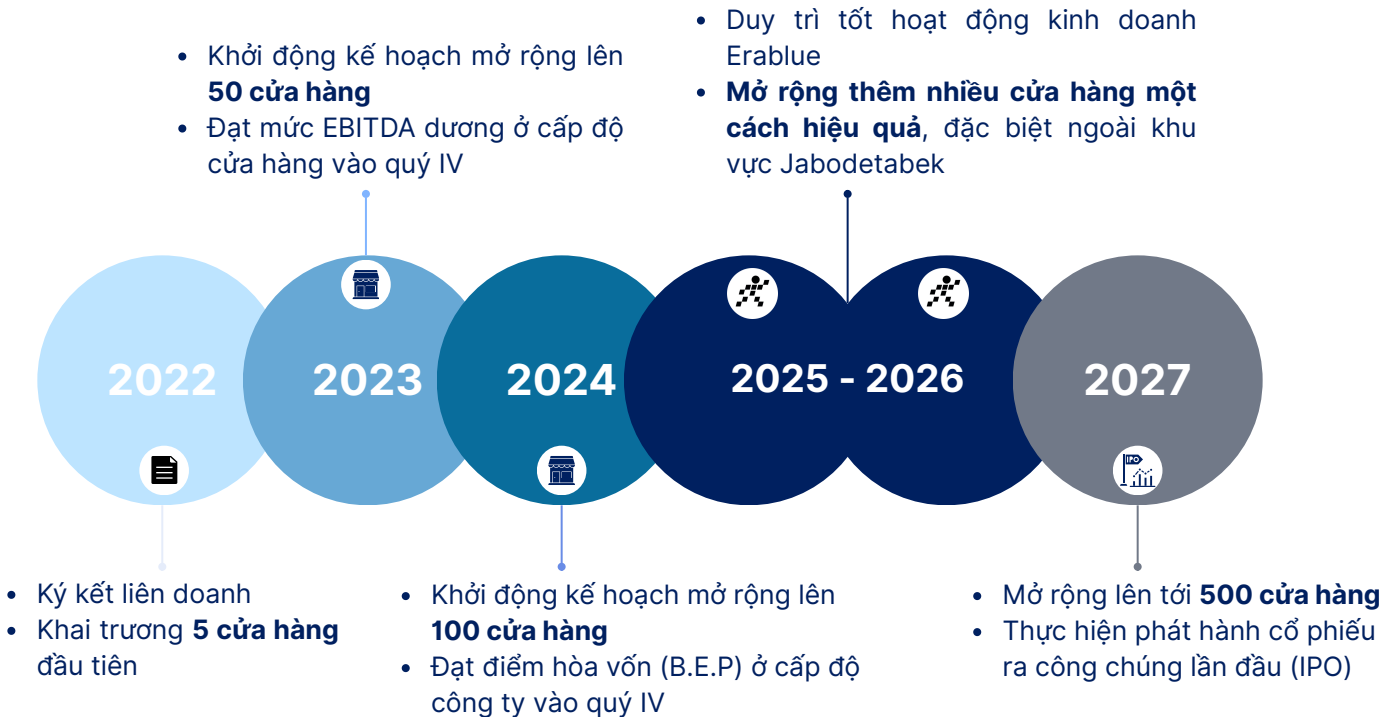 • Khởi động kế hoạch mở rộng lên
50 cửa hàng
• Đạt mức EBITDA dương ở cấp độ
cửa hàng vào quý IV
• Duy trì tốt hoạt động kinh doanh
Erablue
• Mở rộng thêm nhiều cửa hàng một
cách hiệu quả, đặc biệt ngoài khu
vực Jabodetabek
2022
2023
2024
2025 - 2026
2027
IPO
• Ký kết liên doanh
• Khai trương 5 cửa hàng
đầu tiên
• Khởi động kế hoạch mở rộng lên
100 cửa hàng
• Đạt điểm hòa vốn (B.E.P) ở cấp độ
công ty vào quý IV
• Mở rộng lên tới 500 cửa hàng
• Thực hiện phát hành cổ phiếu
ra công chúng lần đầu (IPO)